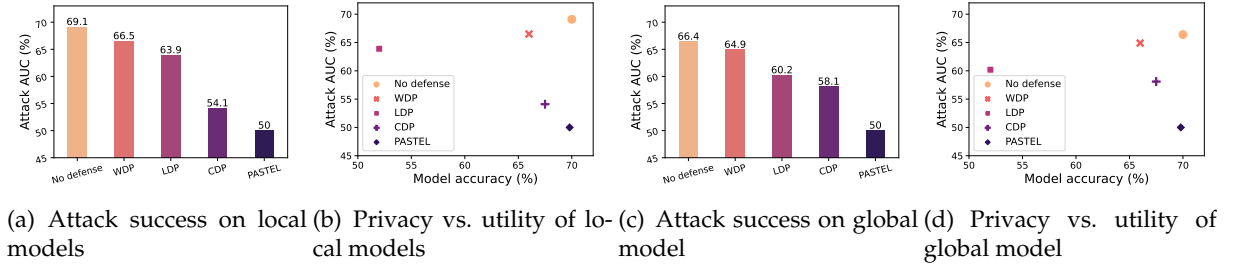 70
65
60
55
50
45
Attack AUC (%)
69.1
66.5
63.9
54.1
50
No defense
WDP
LDP
CDP
PASTEL
70
65
60
55
50
45
Attack AUC (%)
No defense
WDP
LDP
CDP
PASTEL
50 55 60 65 70
Model accuracy (%)
70
65
60
55
50
45
Attack AUC (%)
66.4
64.9
60.2
58.1
50
No defense
WDP
LDP
CDP
PASTEL
70
65
60
55
50
45
Attack AUC (%)
No defense
WDP
LDP
CDP
PASTEL
50 55 60 65 70
Model accuracy (%)
(a) Attack success on local
models
(b) Privacy vs. utility of lo-
cal models
(c) Attack success on global
model
(d) Privacy vs. utility of
global model